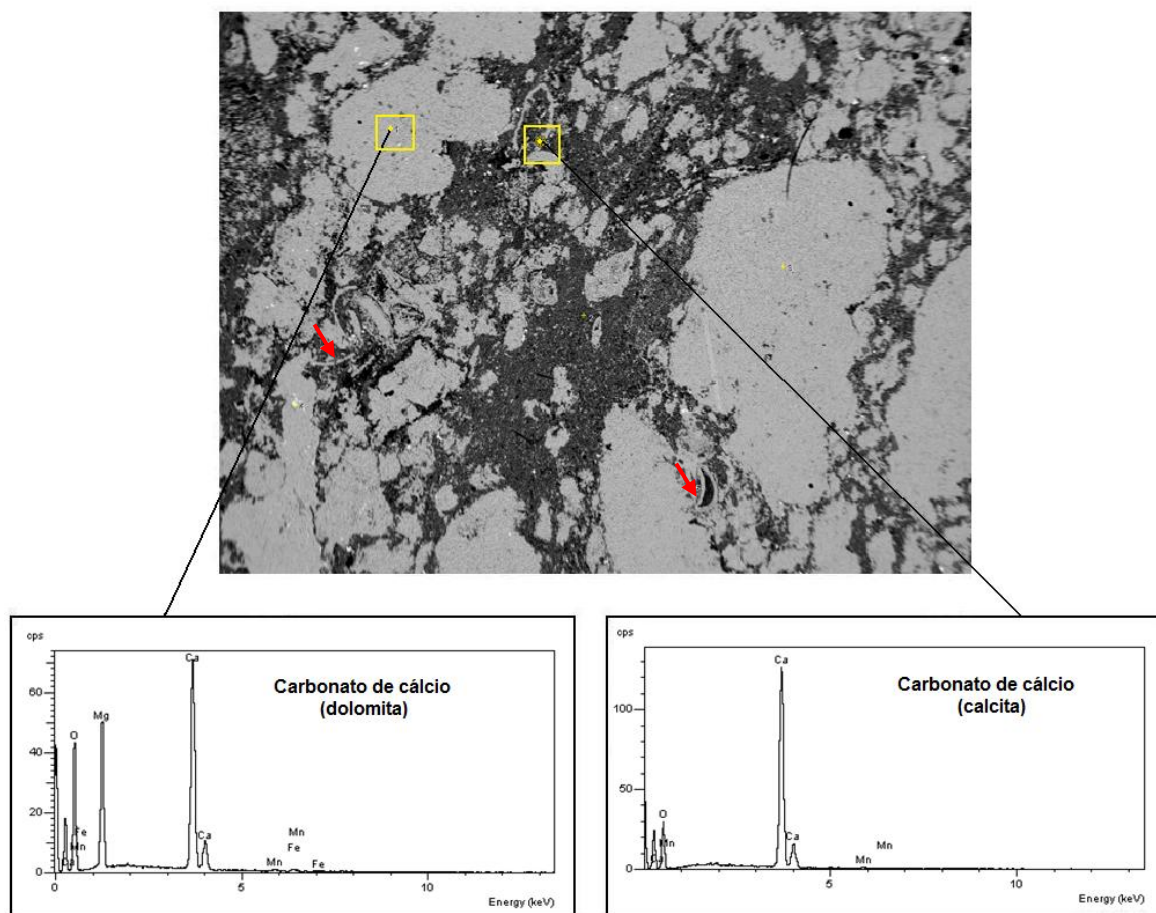 cps
60
40
20
0
Ca
Mg
O
Fe
Mn
Ca
Ca
Mn
Mn
Fe
Fe
5
10
Energy (keV)
Carbonato de cálcio
(dolomita)
cps
100
50
0
Ca
O
Mn
Ca
Ca
Mn
Mn
5
10
Energy (keV)
Carbonato de cálcio
(calcita)